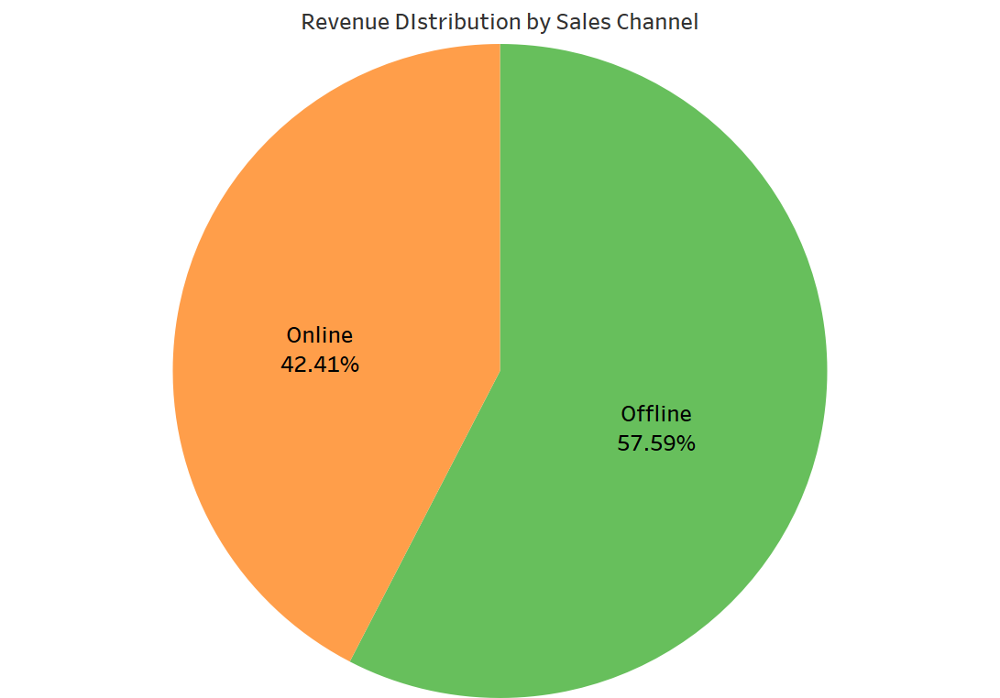 Revenue DIstribution by Sales Channel
Online
42.41%
Offline
57.59%